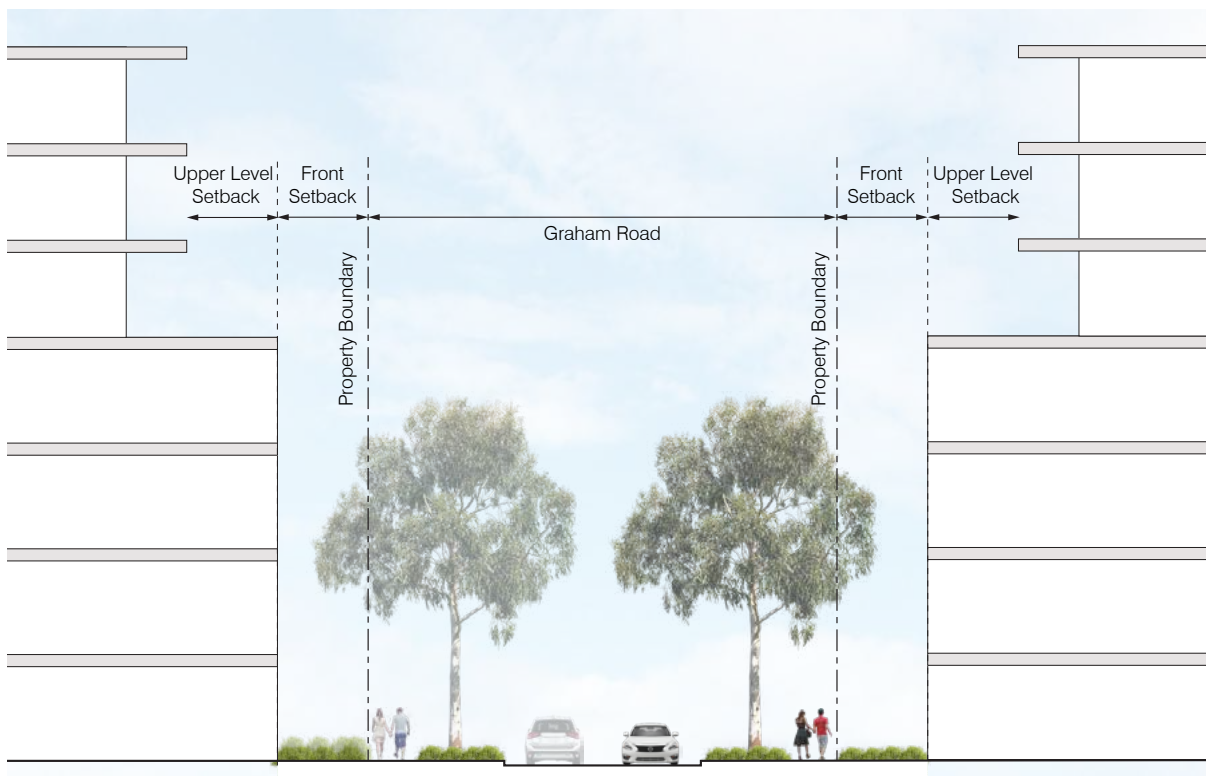 Upper Level
Setback
Front
Setback
Front
Setback
Upper Level
Setback
Graham Road
Property Boundary
Property Boundary